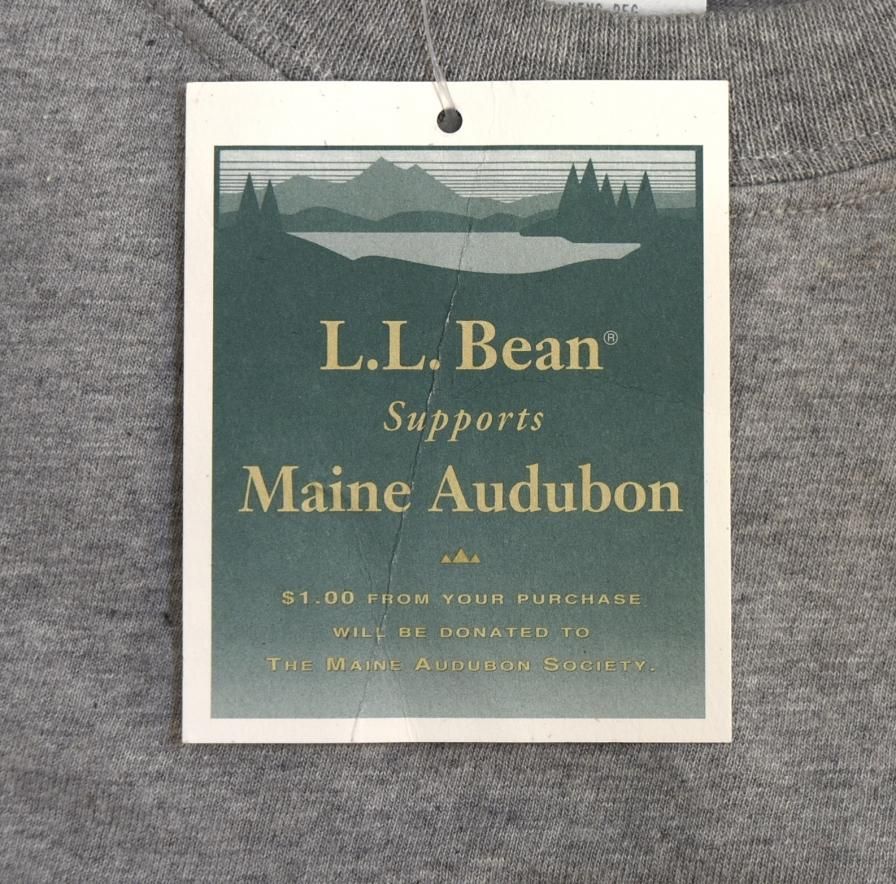 L.L. Bean®
Supports
Maine Audubon
$1.00 FROM YOUR PURCHASE
WILL BE DONATED TO
THE MAINE AUDUBON SOCIETY.